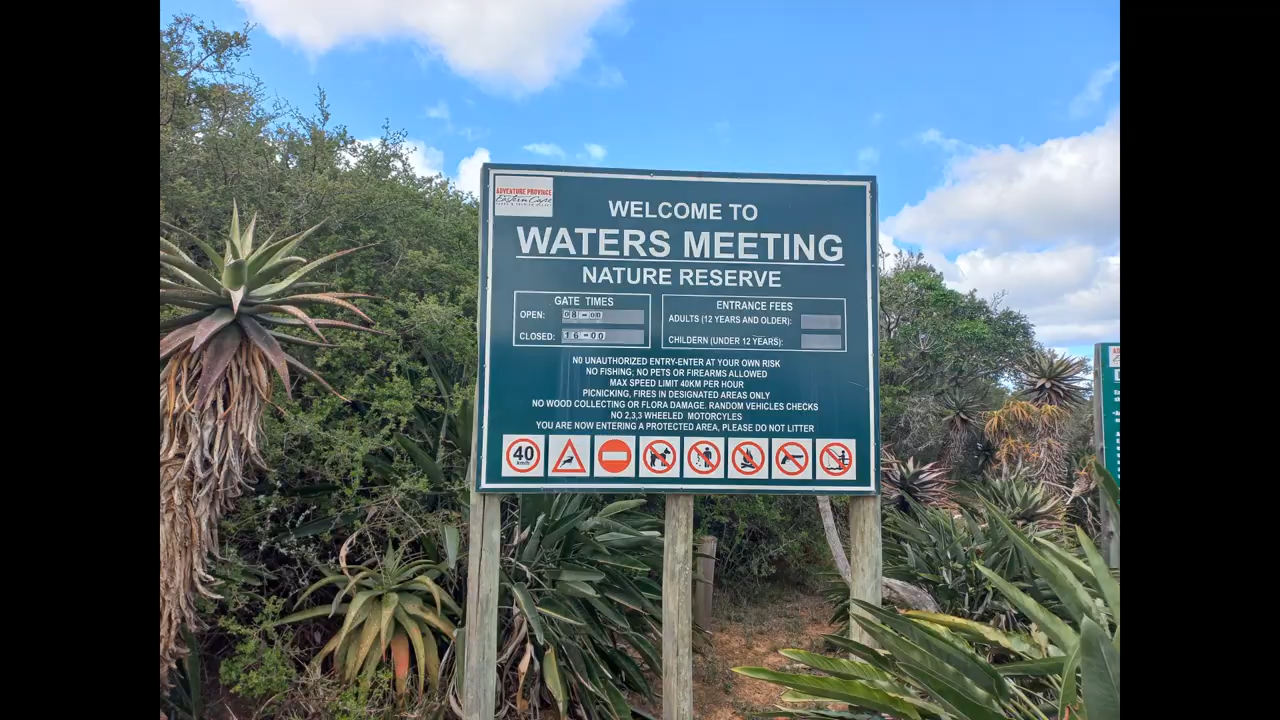 ADVENTURE PROVINCE
Eastern Cape
WELCOME TO
WATERS MEETING
NATURE RESERVE
GATE TIMES
OPEN: 08-00
CLOSED: 16-00
ENTRANCE FEES
ADULTS (12 YEARS AND OLDER):
CHILDERN (UNDER 12 YEARS):
NO UNAUTHORIZED ENTRY-ENTER AT YOUR OWN RISK
NO FISHING; NO PETS OR FIREARMS ALLOWED
MAX SPEED LIMIT 40KM PER HOUR
PICNICKING, FIRES IN DESIGNATED AREAS ONLY
NO WOOD COLLECTING OR FLORA DAMAGE. RANDOM VEHICLES CHECKS
NO 2,3,3 WHEELED MOTORCYLES
YOU ARE NOW ENTERING A PROTECTED AREA, PLEASE DO NOT LITTER
40
km/h